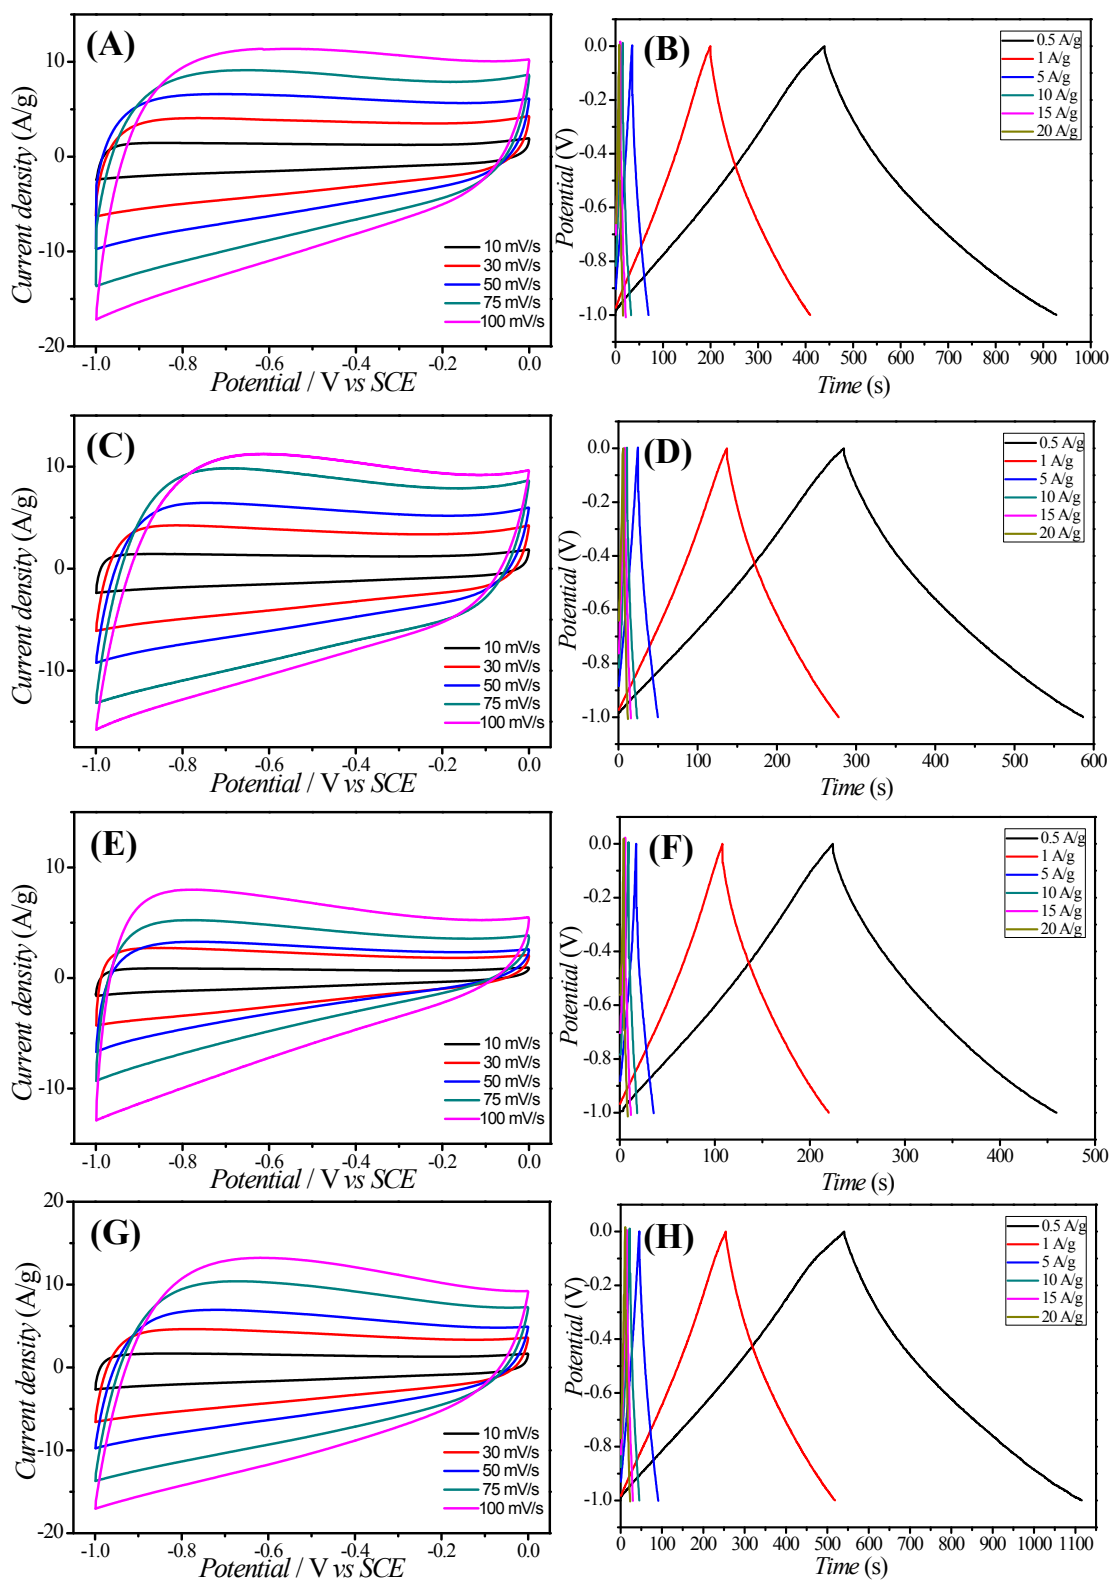 (A)
10
0
-10
-20
Current density (A/g)
10 mV/s
30 mV/s
50 mV/s
75 mV/s
100 mV/s
-1.0 -0.8 -0.6 -0.4 -0.2 0.0
Potential / V vs SCE
(B)
0.0
-0.2
-0.4
-0.6
-0.8
-1.0
Potential (V)
0.5 A/g
1 A/g
5 A/g
10 A/g
15 A/g
20 A/g
0 100 200 300 400 500 600 700 800 900 1000
Time (s)
(C)
10
0
-10
Current density (A/g)
10 mV/s
30 mV/s
50 mV/s
75 mV/s
100 mV/s
-1.0 -0.8 -0.6 -0.4 -0.2 0.0
Potential / V vs SCE
(D)
0.0
-0.2
-0.4
-0.6
-0.8
-1.0
Potential (V)
0.5 A/g
1 A/g
5 A/g
10 A/g
15 A/g
20 A/g
0 100 200 300 400 500 600
Time (s)
(E)
10
0
-10
Current density (A/g)
10 mV/s
30 mV/s
50 mV/s
75 mV/s
100 mV/s
-1.0 -0.8 -0.6 -0.4 -0.2 0.0
Potential / V vs SCE
(F)
0.0
-0.2
-0.4
-0.6
-0.8
-1.0
Potential (V)
0.5 A/g
1 A/g
5 A/g
10 A/g
15 A/g
20 A/g
0 100 200 300 400 500
Time (s)
(G)
20
10
0
-10
-20
Current density (A/g)
10 mV/s
30 mV/s
50 mV/s
75 mV/s
100 mV/s
-1.0 -0.8 -0.6 -0.4 -0.2 0.0
Potential / V vs SCE
(H)
0.0
-0.2
-0.4
-0.6
-0.8
-1.0
Potential (V)
0.5 A/g
1 A/g
5 A/g
10 A/g
15 A/g
20 A/g
0 100 200 300 400 500 600 700 800 900 1000 1100
Time (s)